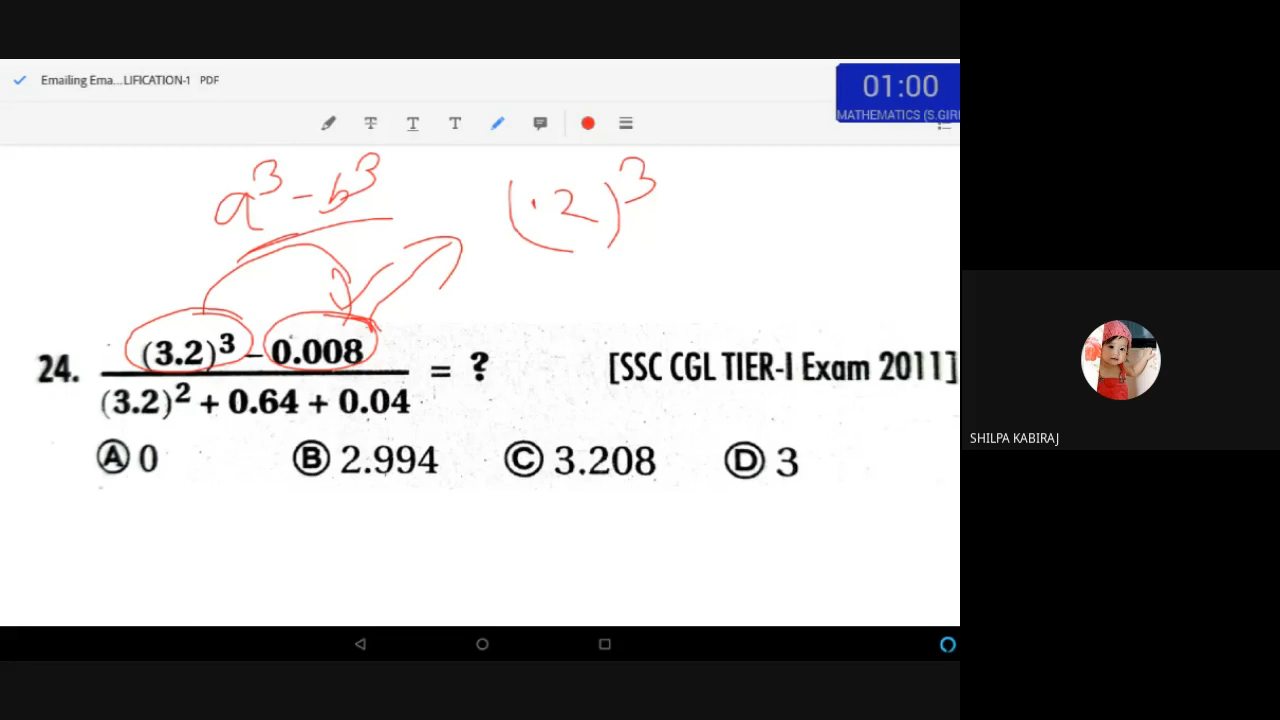 Emailing Ema...LIFICATION-1 PDF
01:00
MATHEMATICS (S.GIRI
T T T
a³ - b³ (.2)³
24. (3.2)³ - 0.008 / (3.2)² + 0.64 + 0.04 = ? [SSC CGL TIER-I Exam 2011]
A 0 B 2.994 C 3.208 D 3
SHILPA KABIRAJ